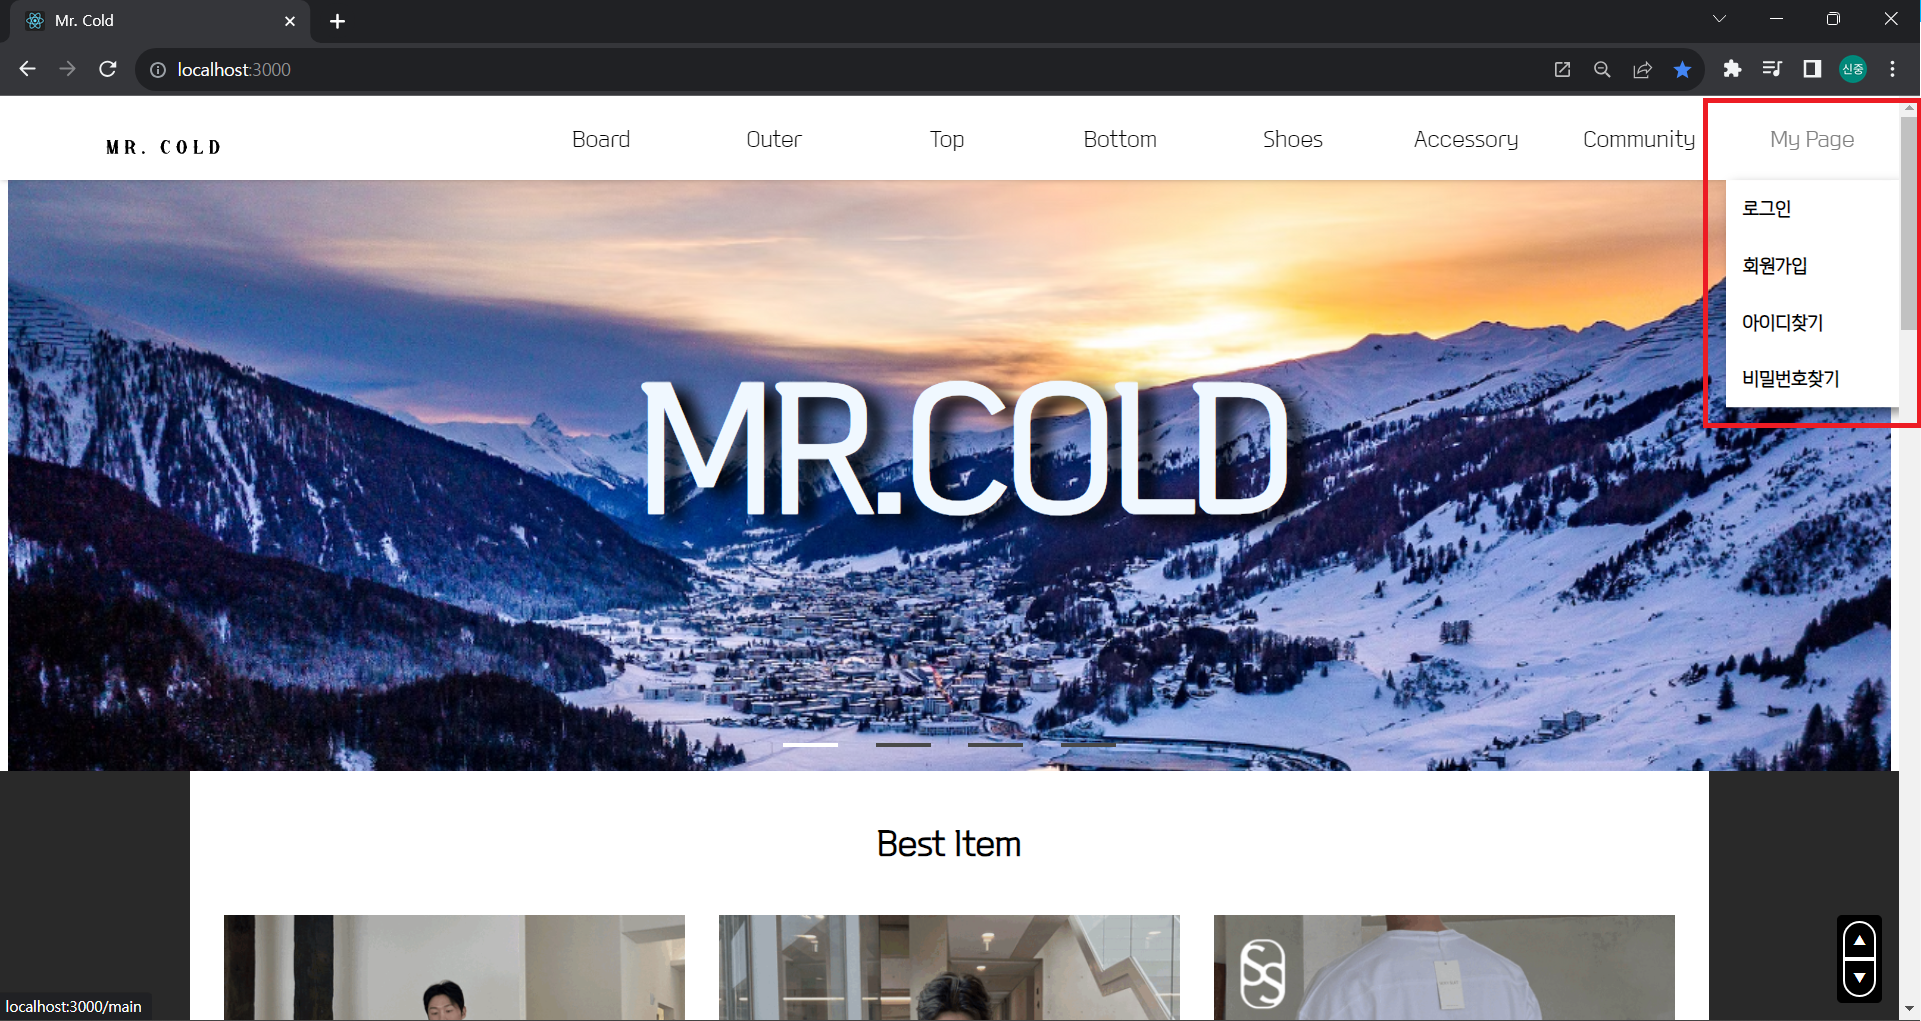 Mr. Cold
localhost:3000
신중
MR. COLD
Board Outer Top Bottom Shoes Accessory Community My Page
로그인
회원가입
아이디찾기
비밀번호찾기
MR.COLD
Best Item
localhost:3000/main